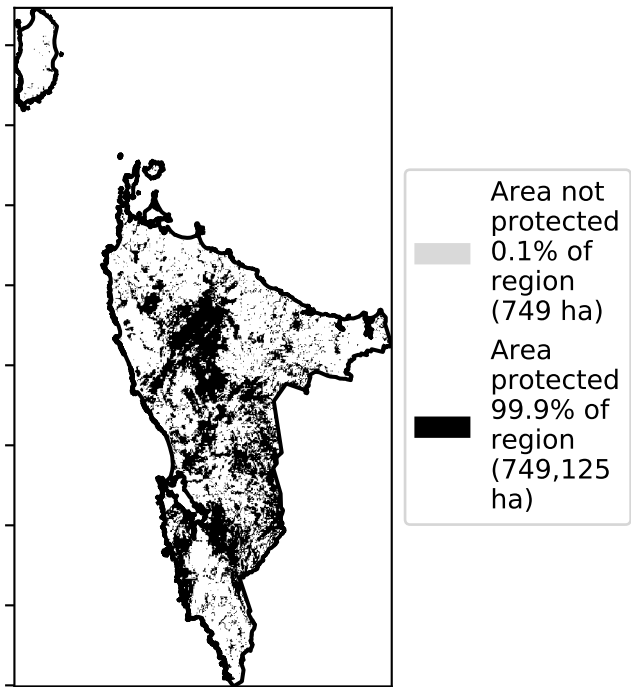 Area not
protected
0.1% of
region
(749 ha)
Area
protected
99.9% of
region
(749,125
ha)